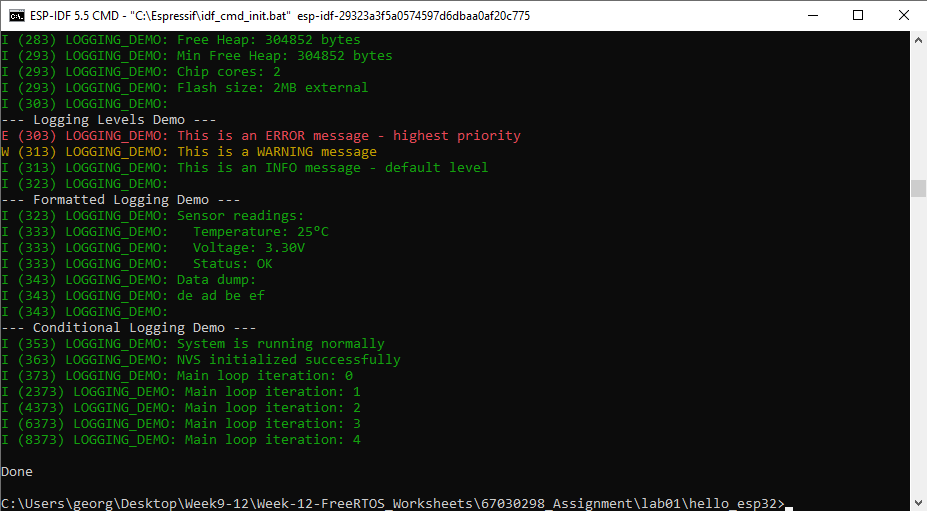 ESP-IDF 5.5 CMD - "C:\Espressif\idf_cmd_init.bat" esp-idf-29323a3f5a0574597d6dbaa0af20c775
I (283) LOGGING_DEMO: Free Heap: 304852 bytes
I (293) LOGGING_DEMO: Min Free Heap: 304852 bytes
I (293) LOGGING_DEMO: Chip cores: 2
I (293) LOGGING_DEMO: Flash size: 2MB external
I (303) LOGGING_DEMO:
--- Logging Levels Demo ---
E (303) LOGGING_DEMO: This is an ERROR message - highest priority
W (313) LOGGING_DEMO: This is a WARNING message
I (313) LOGGING_DEMO: This is an INFO message - default level
I (323) LOGGING_DEMO:
--- Formatted Logging Demo ---
I (323) LOGGING_DEMO: Sensor readings:
I (333) LOGGING_DEMO:   Temperature: 25°C
I (333) LOGGING_DEMO:   Voltage: 3.30V
I (333) LOGGING_DEMO:   Status: OK
I (343) LOGGING_DEMO: Data dump:
I (343) LOGGING_DEMO: de ad be ef
I (343) LOGGING_DEMO:
--- Conditional Logging Demo ---
I (353) LOGGING_DEMO: System is running normally
I (363) LOGGING_DEMO: NVS initialized successfully
I (373) LOGGING_DEMO: Main loop iteration: 0
I (2373) LOGGING_DEMO: Main loop iteration: 1
I (4373) LOGGING_DEMO: Main loop iteration: 2
I (6373) LOGGING_DEMO: Main loop iteration: 3
I (8373) LOGGING_DEMO: Main loop iteration: 4
Done
C:\Users\georg\Desktop\Week9-12\Week-12-FreeRTOS_Worksheets\67030298_Assignment\lab01\hello_esp32>